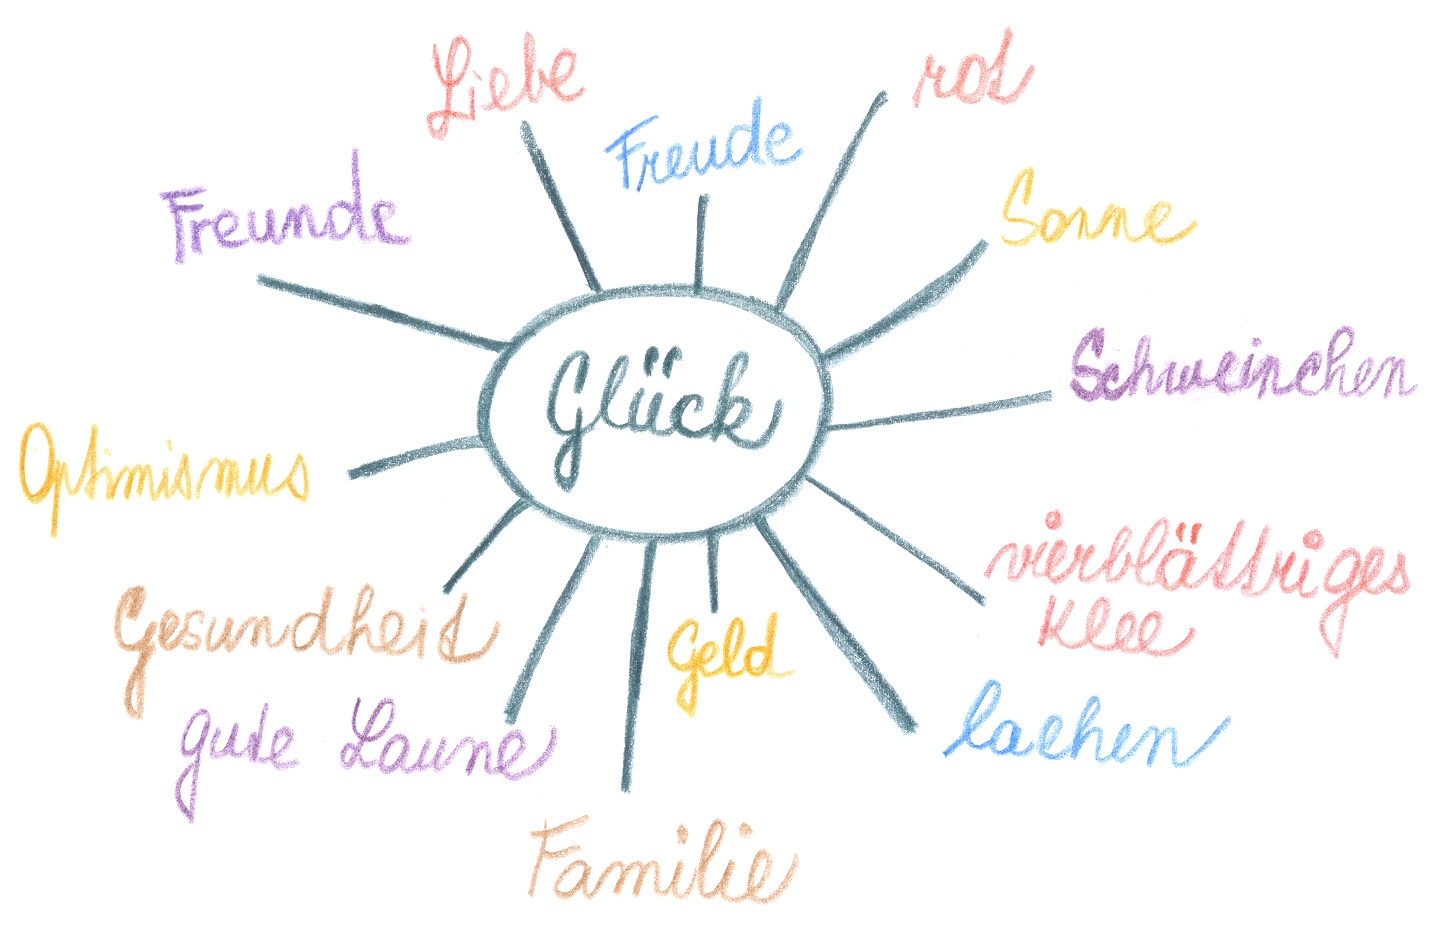 Liebe
rot
Freude
Freunde
Sonne
Schweinchen
Glück
Optimismus
vierblättriges
Klee
Gesundheit
Geld
gute Laune
lachen
Familie